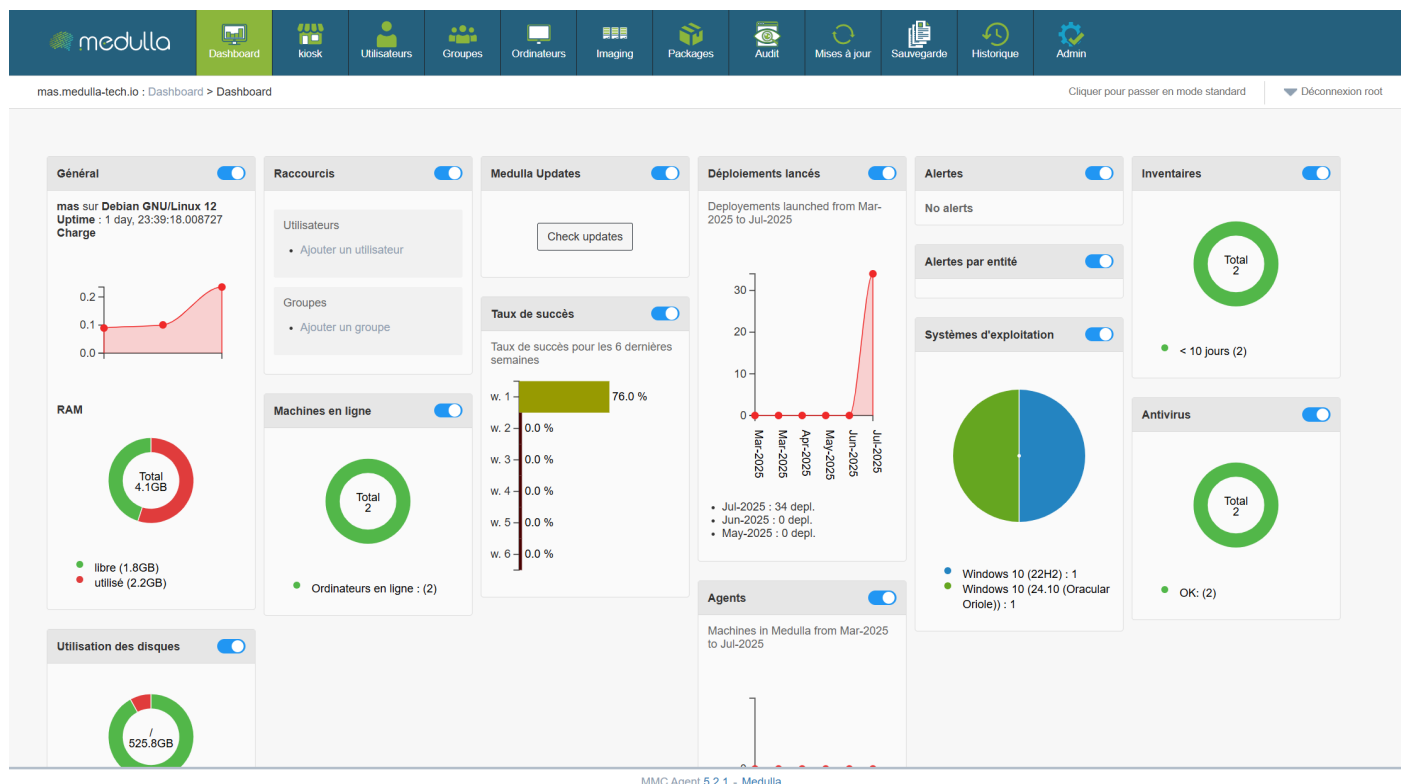 medulla
Dashboard
kiosk
Utilisateurs
Groupes
Ordinateurs
Imaging
Packages
Audit
Mises à jour
Sauvegarde
Historique
Admin
mas.medulla-tech.io : Dashboard > Dashboard
Cliquer pour passer en mode standard
Déconnexion root
Général
mas sur Debian GNU/Linux 12
Uptime : 1 day, 23:39:18.008727
Charge
0.2
0.1
0.0
RAM
Total
4.1GB
libre (1.8GB)
utilisé (2.2GB)
Utilisation des disques
/
525.8GB
Raccourcis
Utilisateurs
Ajouter un utilisateur
Groupes
Ajouter un groupe
Machines en ligne
Total
2
Ordinateurs en ligne : (2)
Medulla Updates
Check updates
Taux de succès
Taux de succès pour les 6 dernières
semaines
w. 1 76.0 %
w. 2 0.0 %
w. 3 0.0 %
w. 4 0.0 %
w. 5 0.0 %
w. 6 0.0 %
Déploiements lancés
Deployements launched from Mar-
2025 to Jul-2025
30
20
10
0
Mar-2025
Mar-2025
Apr-2025
May-2025
Jun-2025
Jul-2025
Jul-2025 : 34 depl.
Jun-2025 : 0 depl.
May-2025 : 0 depl.
Agents
Machines in Medulla from Mar-2025
to Jul-2025
0
Alertes
No alerts
Alertes par entité
Systèmes d'exploitation
Windows 10 (22H2) : 1
Windows 10 (24.10 (Oracular
Oriole)) : 1
Inventaires
Total
2
< 10 jours (2)
Antivirus
Total
2
OK: (2)
MMC Agent 5.2.1 - Medulla